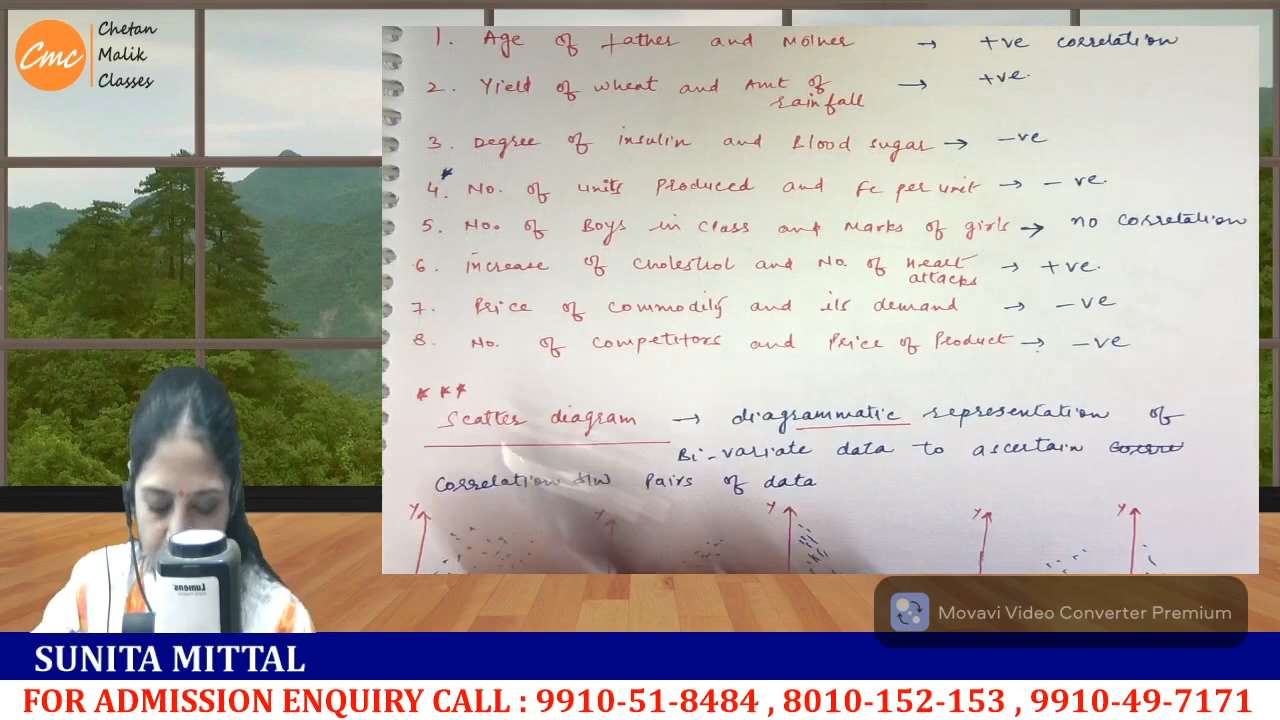 Cmc
Chetan
Malik
Classes
1. Age of father and Mother → +ve correlation
2. Yield of wheat and Amt of rainfall → +ve.
3. Degree of insulin and Blood sugar → -ve
4. No. of units Produced and Fc per unit → -ve.
5. No. of Boys in class and Marks of girls → no correlation
6. Increase of cholestrol and No. of Heart attacks → +ve.
7. Price of commodity and its demand → -ve
8. No. of competitors and Price of Product → -ve
Scatter diagram → diagrammatic representation of
Bi-variate data to ascertain
Correlation b/w Pairs of data
Y Y Y Y Y
Lumens
Movavi Video Converter Premium
SUNITA MITTAL
FOR ADMISSION ENQUIRY CALL : 9910-51-8484 , 8010-152-153 , 9910-49-7171